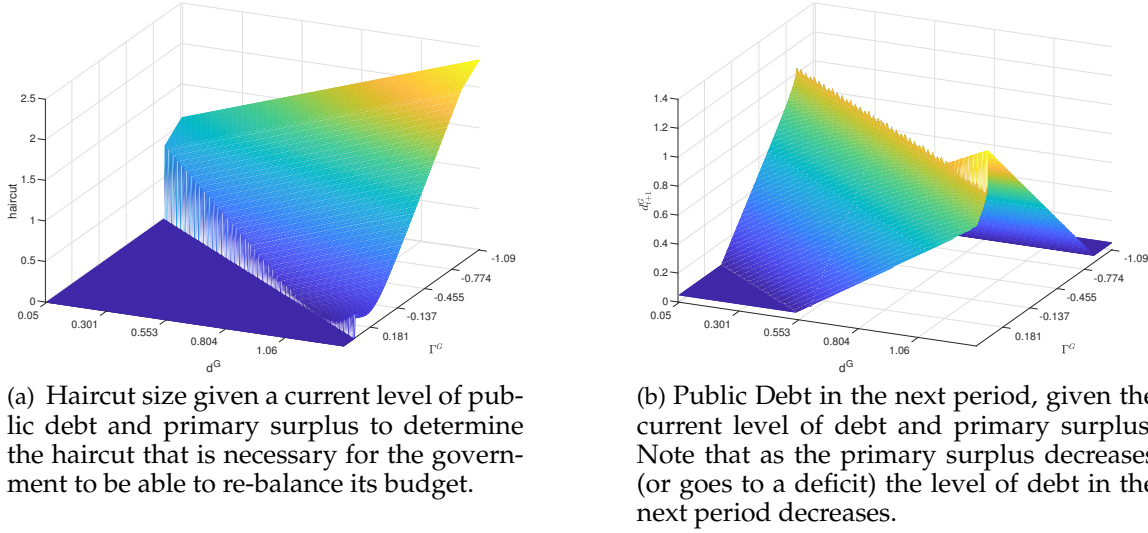 2.5
2
1.5
1
0.5
0
haircut
0.05
0.301
0.553
0.804
1.06
d^G
-1.09
-0.774
-0.455
-0.137
0.181
Γ^G
1.4
1.2
1
0.8
0.6
0.4
0.2
0
d^G_{t+1}
0.05
0.301
0.553
0.804
1.06
d^G
-1.09
-0.774
-0.455
-0.137
0.181
Γ^G
(a) Haircut size given a current level of pub-
lic debt and primary surplus to determine
the haircut that is necessary for the govern-
ment to be able to re-balance its budget.
(b) Public Debt in the next period, given the
current level of debt and primary surplus
Note that as the primary surplus decreases
(or goes to a deficit) the level of debt in the
next period decreases.